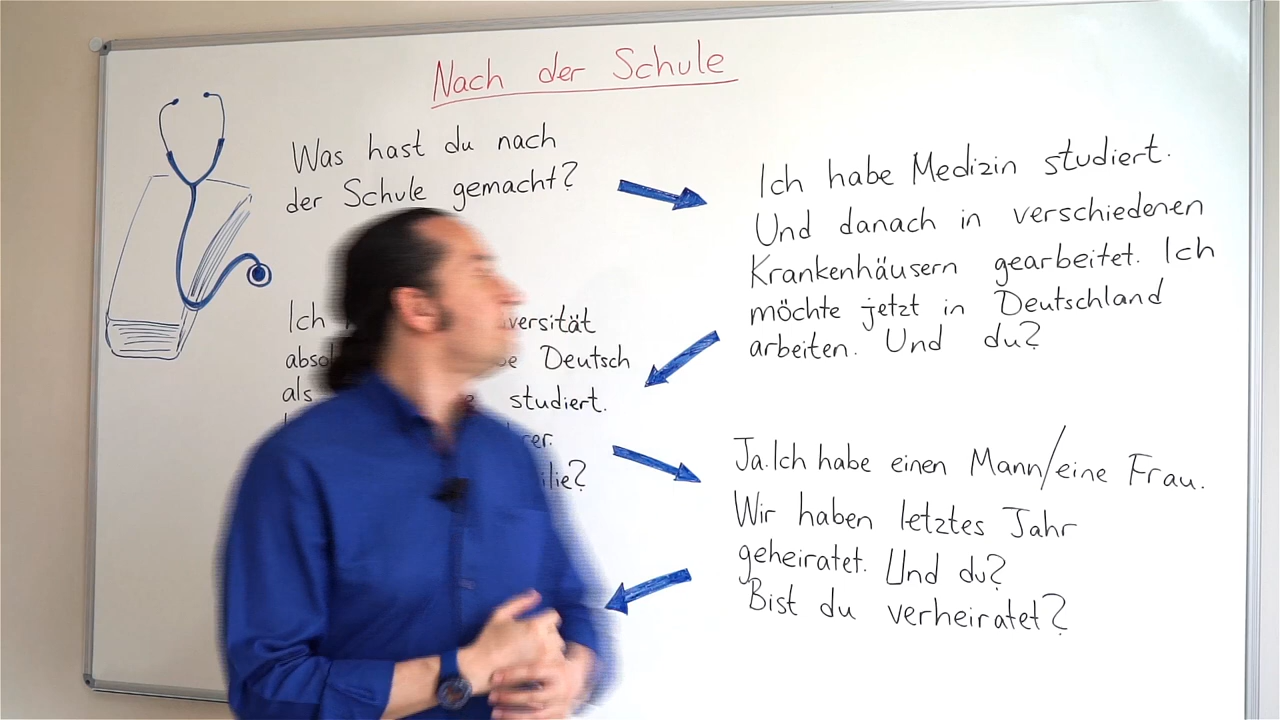 Nach der Schule
Was hast du nach
der Schule gemacht?
Ich habe Medizin studiert.
Und danach in verschiedenen
Krankenhäusern gearbeitet. Ich
möchte jetzt in Deutschland
arbeiten. Und du?
Ich
Deutsch
als studiert.
Ja. Ich habe einen Mann/eine Frau.
Wir haben letztes Jahr
geheiratet. Und du?
Bist du verheiratet?